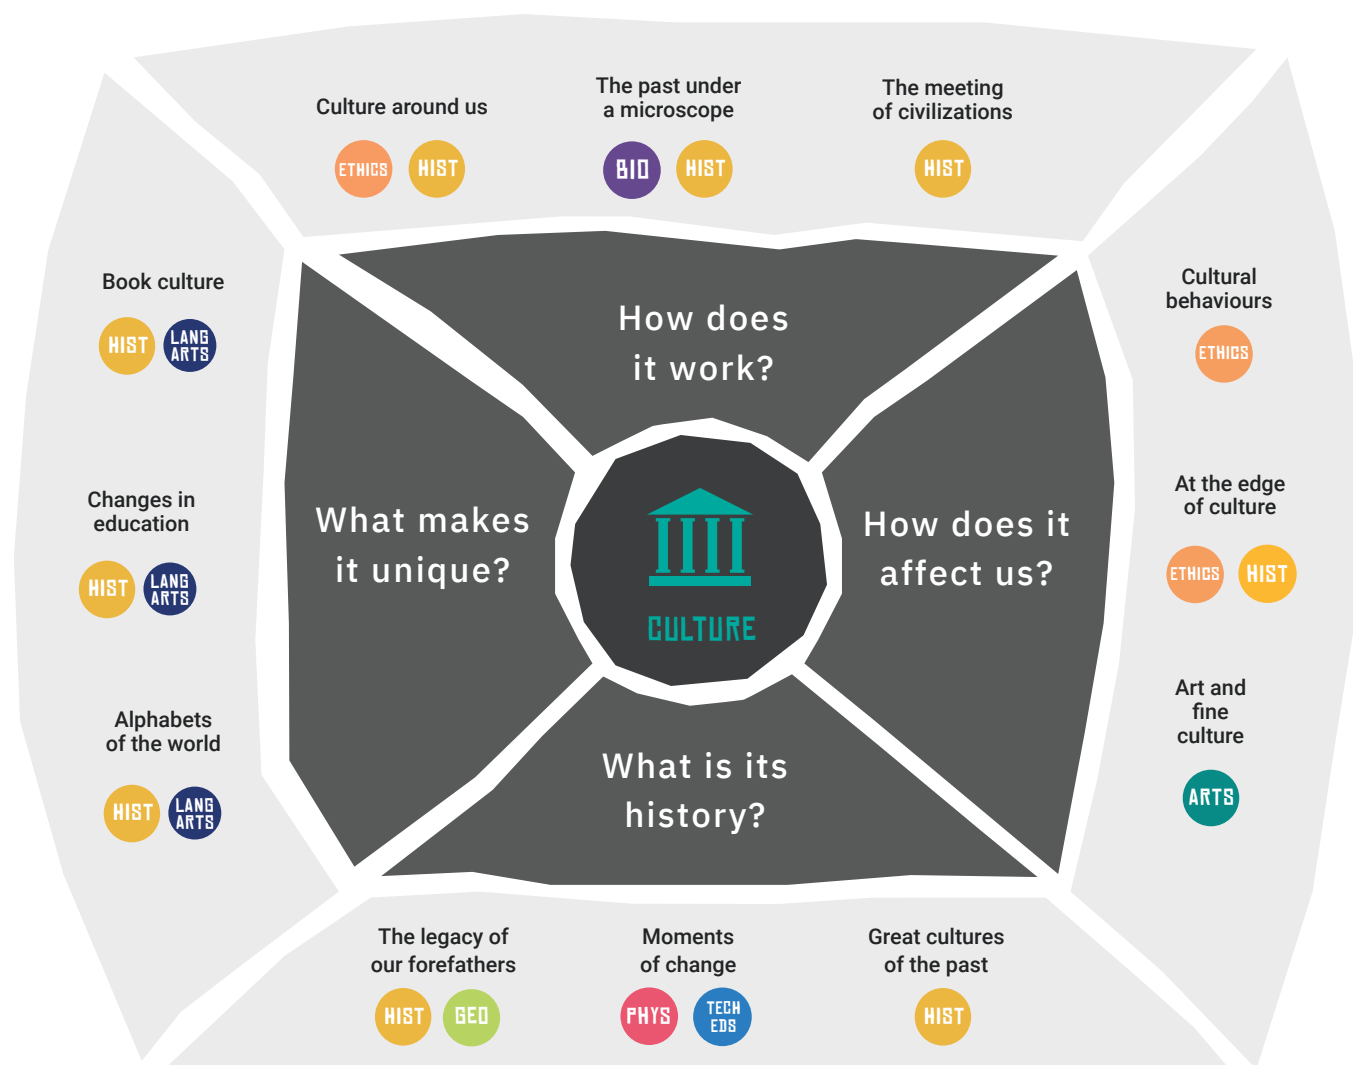 Culture around us
ETHICS HIST
The past under
a microscope
BIO HIST
The meeting
of civilizations
HIST
Book culture
HIST LANG
ARTS
Changes in
education
HIST LANG
ARTS
Alphabets
of the world
HIST LANG
ARTS
How does
it work?
What makes
it unique?
CULTURE
How does it
affect us?
What is its
history?
Cultural
behaviours
ETHICS
At the edge
of culture
ETHICS HIST
Art and
fine
culture
ARTS
The legacy of
our forefathers
HIST GEO
Moments
of change
PHYS TECH
EDS
Great cultures
of the past
HIST